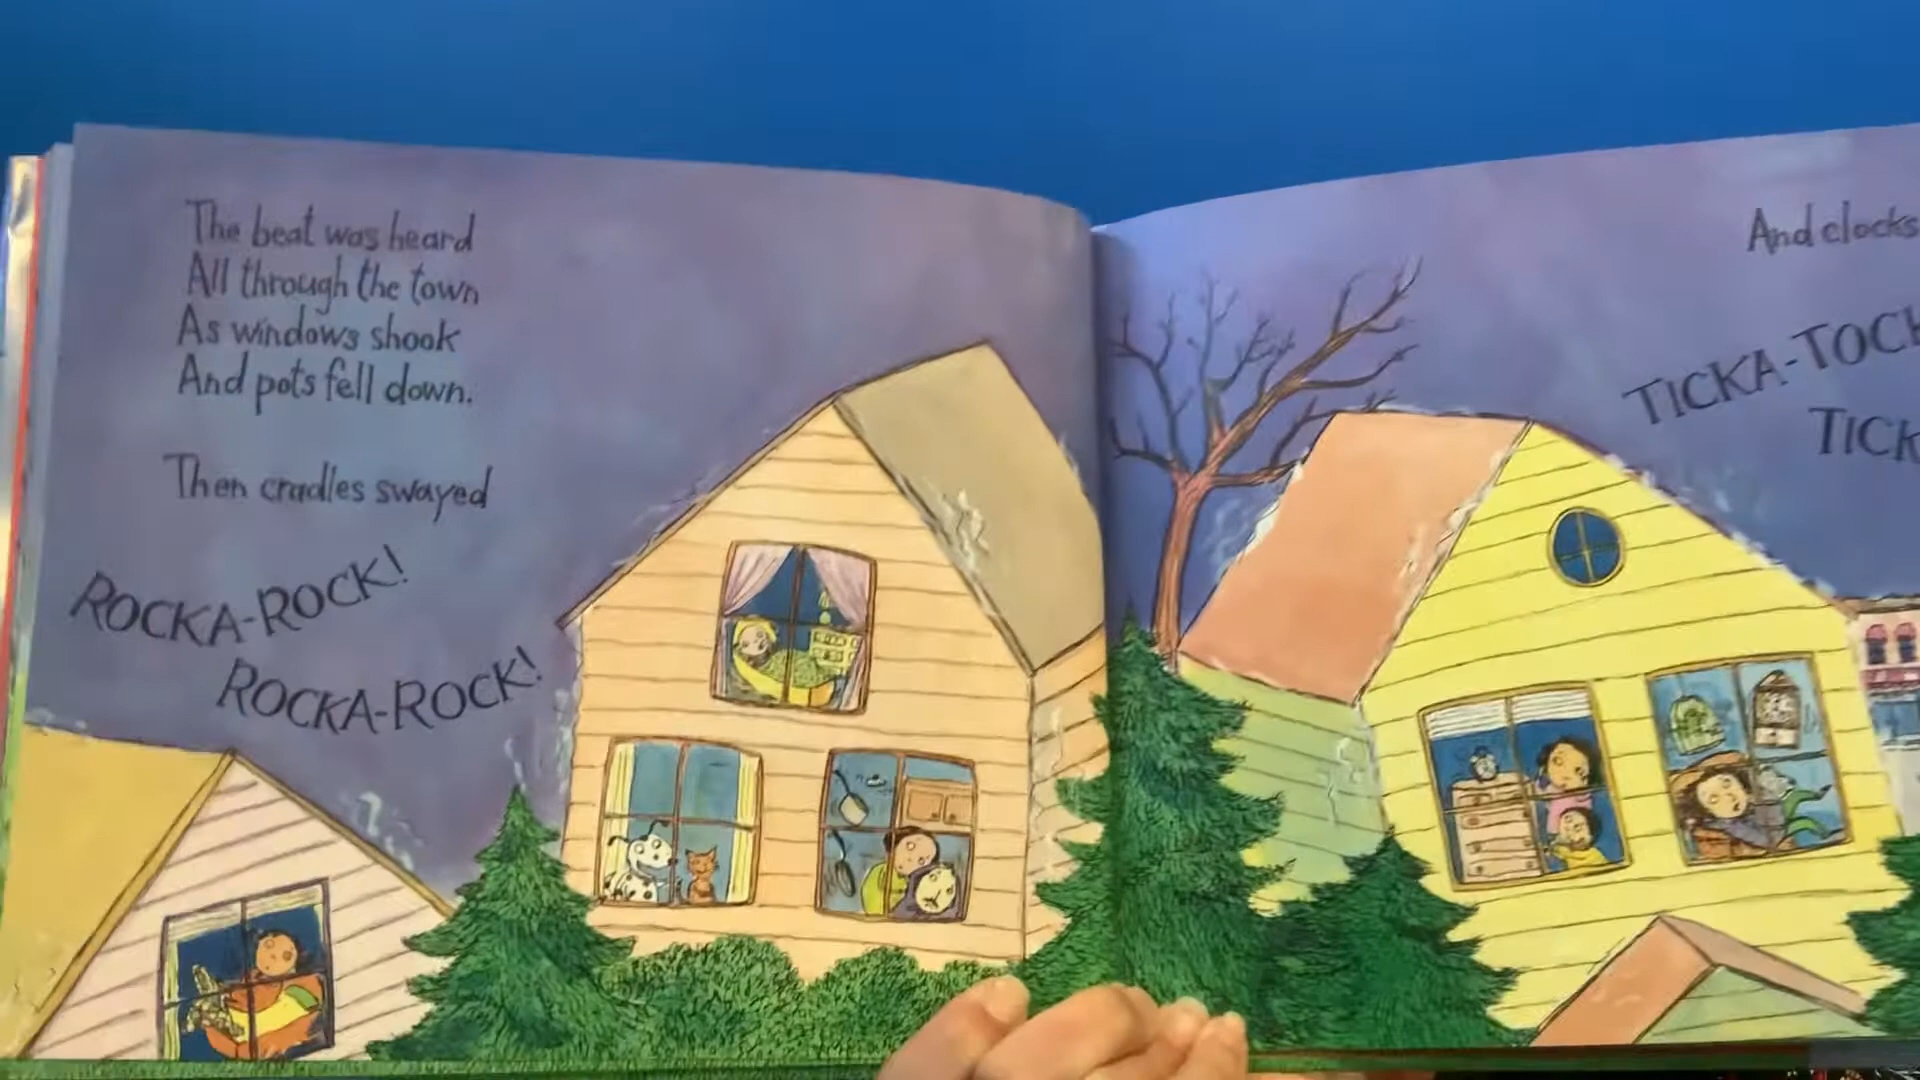 The beat was heard
All through the town
As windows shook
And pots fell down.
Then cradles swayed
ROCKA-ROCK!
ROCKA-ROCK!
And clocks
TICKA-TOCK
TICK